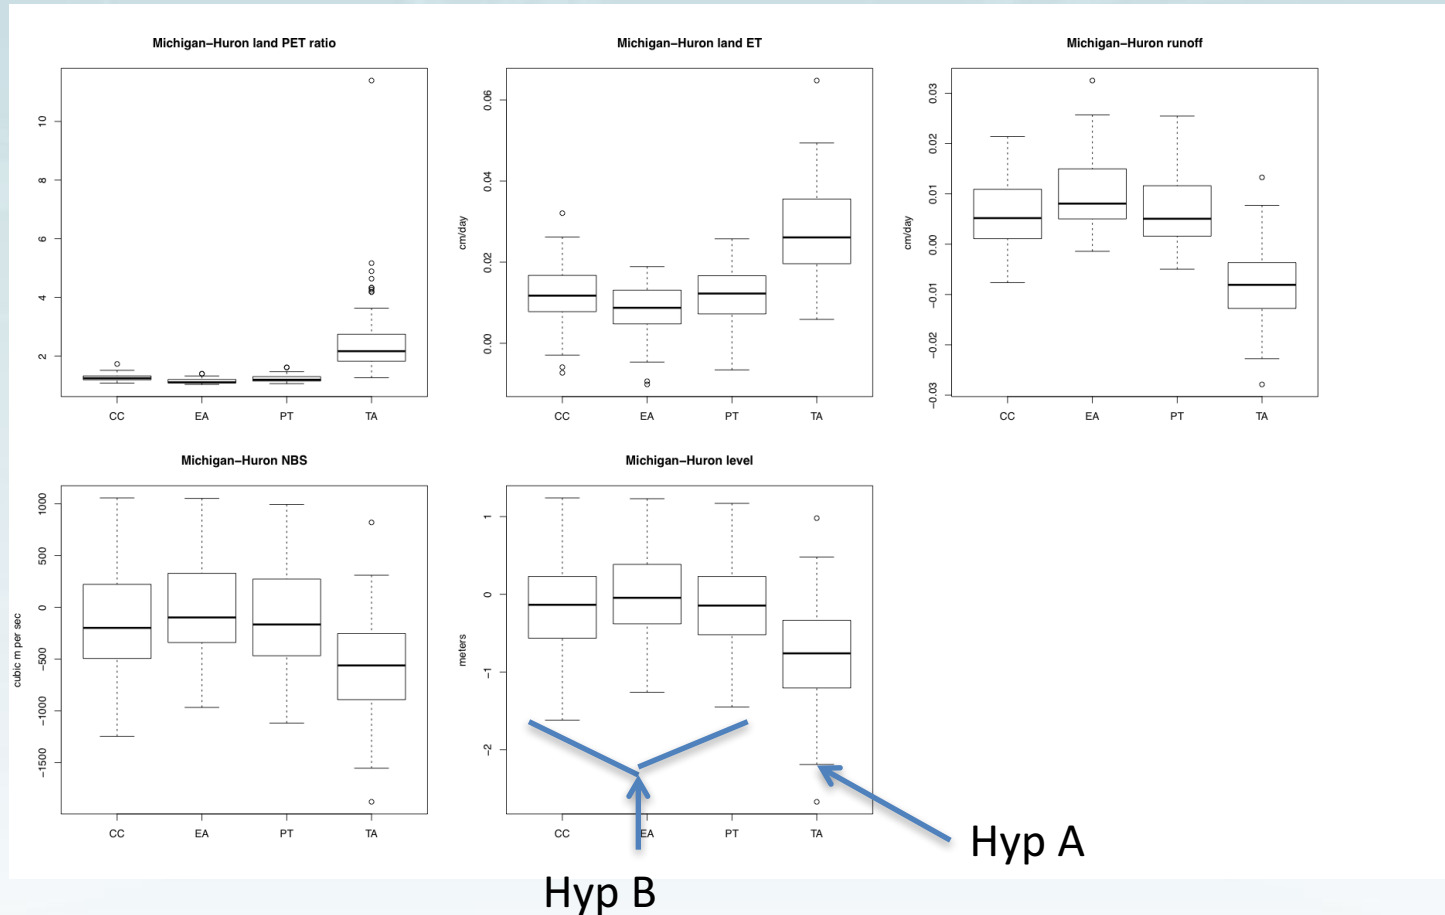 Michigan–Huron land PET ratio
10
8
6
4
2
CC EA PT TA
Michigan–Huron land ET
cm/day
0.06
0.04
0.02
0.00
CC EA PT TA
Michigan–Huron runoff
cm/day
0.03
0.02
0.01
0.00
−0.01
−0.02
−0.03
CC EA PT TA
Michigan–Huron NBS
cubic m per sec
1000
500
0
−500
−1000
−1500
CC EA PT TA
Michigan–Huron level
meters
1
0
−1
−2
CC EA PT TA
Hyp A
Hyp B